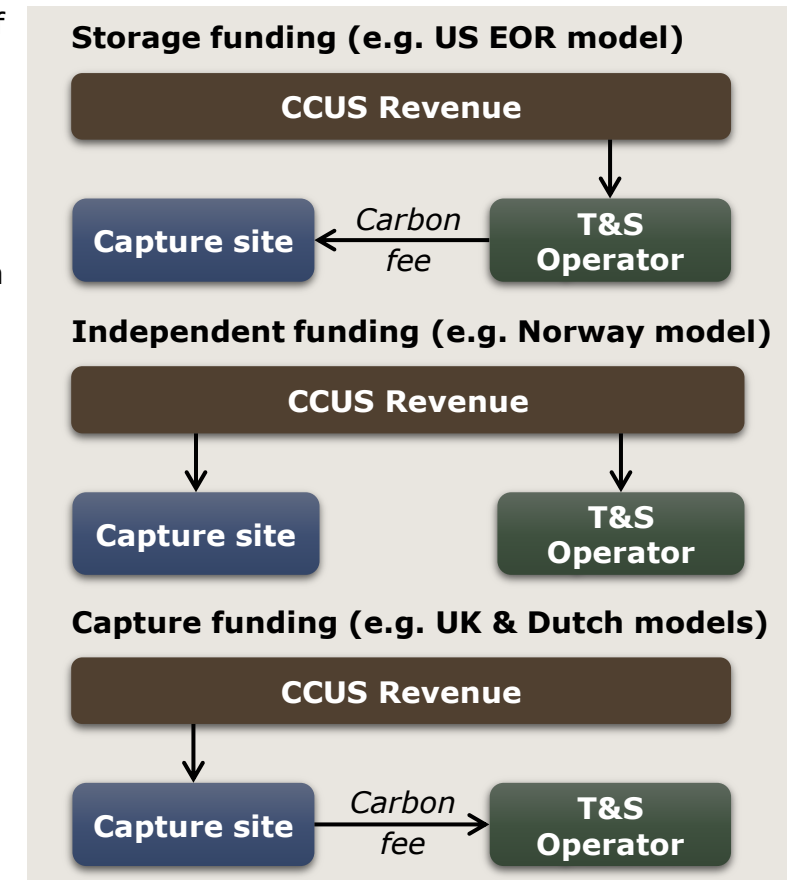 Storage funding (e.g. US EOR model)
CCUS Revenue
Capture site
Carbon
fee
T&S
Operator
Independent funding (e.g. Norway model)
CCUS Revenue
Capture site
T&S
Operator
Capture funding (e.g. UK & Dutch models)
CCUS Revenue
Capture site
Carbon
fee
T&S
Operator